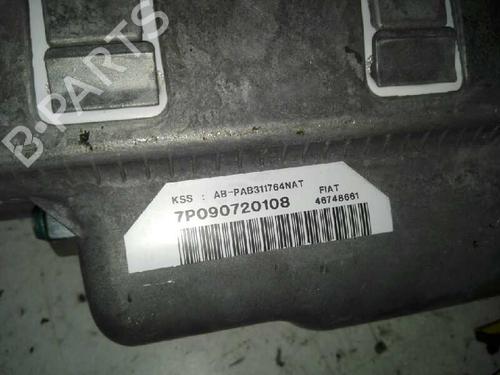 B-PARTS
KSS : AB-PAB311764NAT FIAT
7P090720108 46748661